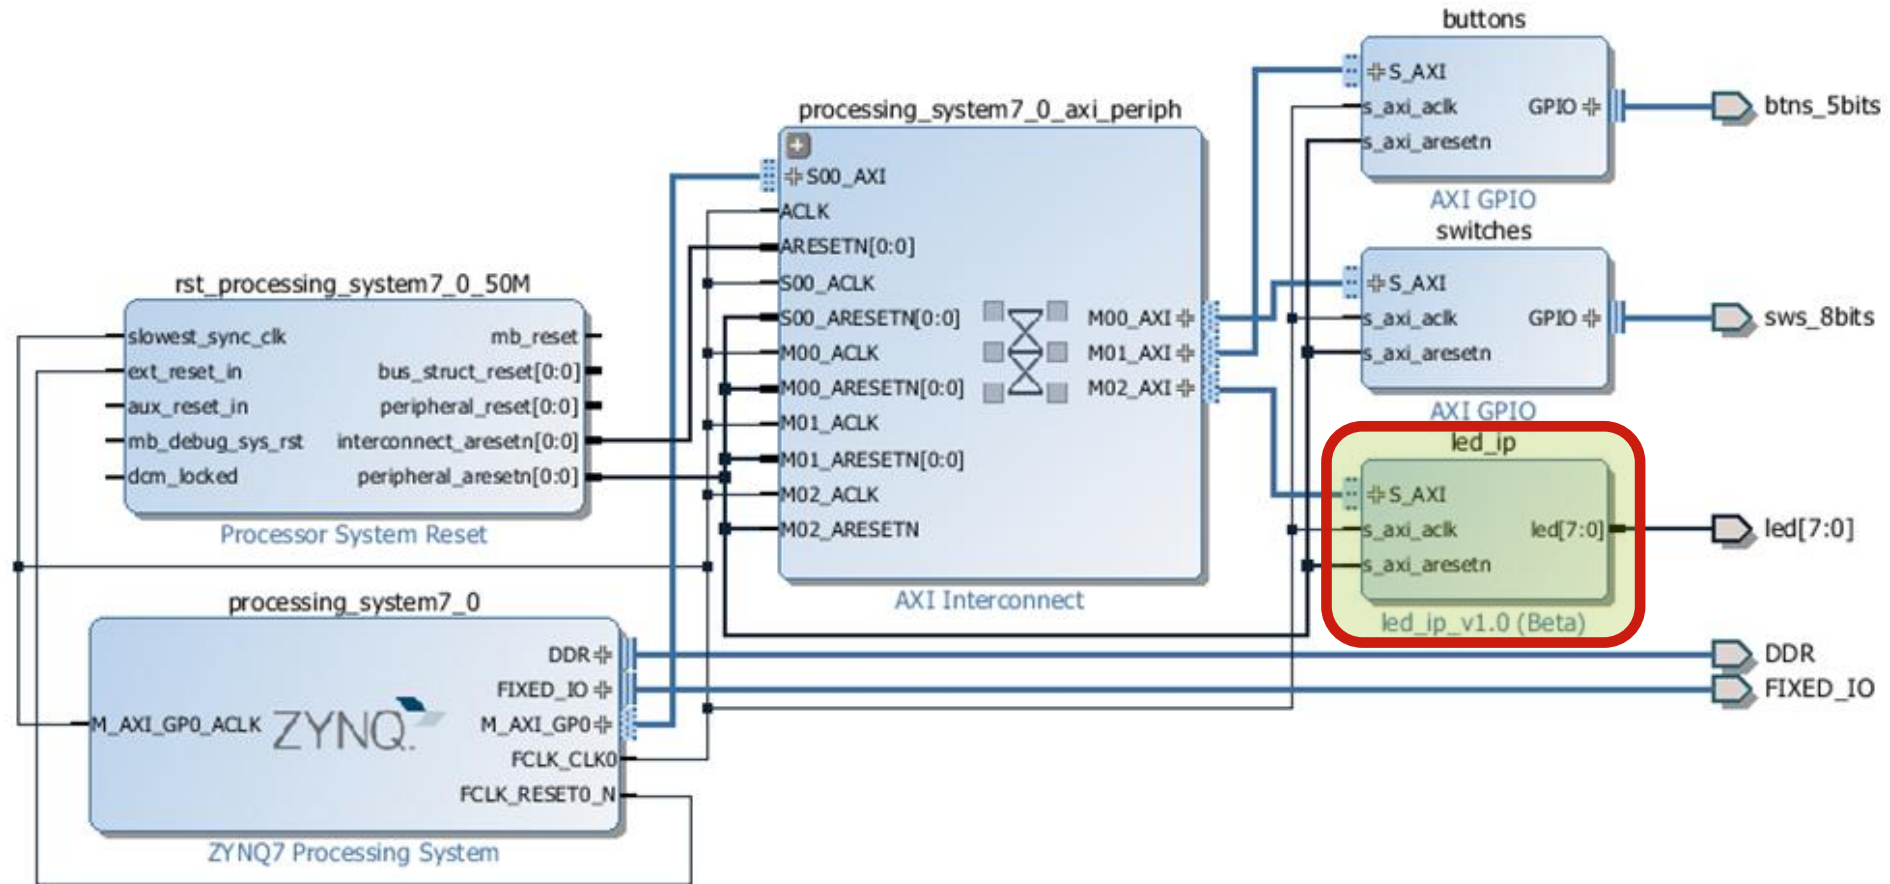 buttons
S_AXI
s_axi_aclk
s_axi_aresetn
GPIO
AXI GPIO
btns_5bits
switches
S_AXI
s_axi_aclk
s_axi_aresetn
GPIO
AXI GPIO
sws_8bits
led_ip
S_AXI
s_axi_aclk
s_axi_aresetn
led[7:0]
led_ip_v1.0 (Beta)
led[7:0]
processing_system7_0_axi_periph
S00_AXI
ACLK
ARESETN[0:0]
S00_ACLK
S00_ARESETN[0:0]
M00_ACLK
M00_ARESETN[0:0]
M01_ACLK
M01_ARESETN[0:0]
M02_ACLK
M02_ARESETN
M00_AXI
M01_AXI
M02_AXI
AXI Interconnect
rst_processing_system7_0_50M
slowest_sync_clk
ext_reset_in
aux_reset_in
mb_debug_sys_rst
dcm_locked
mb_reset
bus_struct_reset[0:0]
peripheral_reset[0:0]
interconnect_aresetn[0:0]
peripheral_aresetn[0:0]
Processor System Reset
processing_system7_0
M_AXI_GP0_ACLK
ZYNQ.
DDR
FIXED_IO
M_AXI_GP0
FCLK_CLK0
FCLK_RESET0_N
ZYNQ7 Processing System
DDR
FIXED_IO